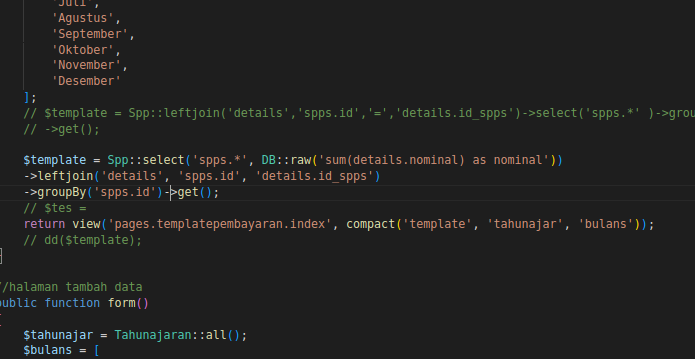 'Juli',
'Agustus',
'September',
'Oktober',
'November',
'Desember'
];
// $template = Spp::leftjoin('details','spps.id','=','details.id_spps')->select('spps.*' )->grou
// ->get();
$template = Spp::select('spps.*', DB::raw('sum(details.nominal) as nominal'))
->leftjoin('details', 'spps.id', 'details.id_spps')
->groupBy('spps.id')->get();
// $tes =
return view('pages.templatepembayaran.index', compact('template', 'tahunajar', 'bulans'));
// dd($template);
}
//halaman tambah data
public function form()
{
$tahunajar = Tahunajaran::all();
$bulans = [